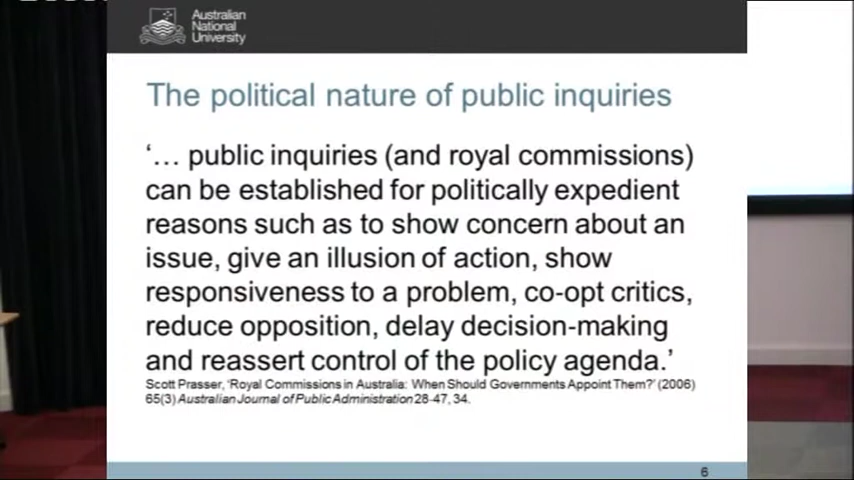 Australian
National
University
The political nature of public inquiries
‘… public inquiries (and royal commissions)
can be established for politically expedient
reasons such as to show concern about an
issue, give an illusion of action, show
responsiveness to a problem, co-opt critics,
reduce opposition, delay decision-making
and reassert control of the policy agenda.’
Scott Prasser, ‘Royal Commissions in Australia: When Should Governments Appoint Them?’ (2006)
65(3) Australian Journal of Public Administration 28-47, 34.
6